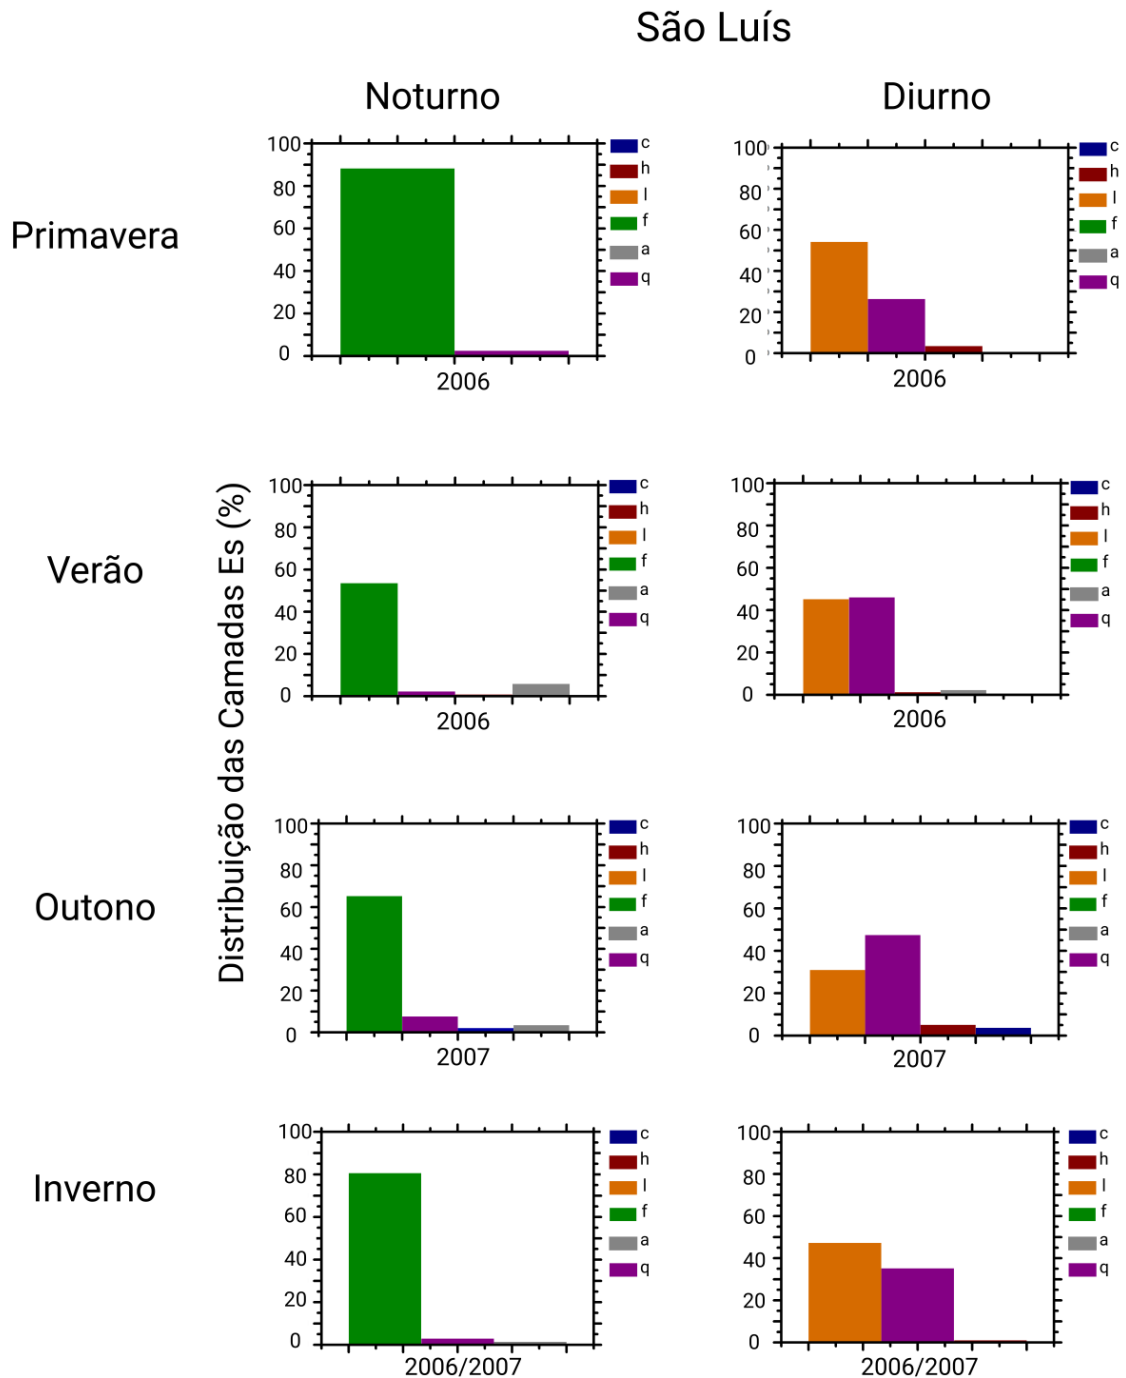 São Luís
Noturno
Diurno
Primavera
Verão
Outono
Inverno
Distribuição das Camadas Es (%)
100
80
60
40
20
0
2006
c
h
l
f
a
q
100
80
60
40
20
0
2006
c
h
l
f
a
q
100
80
60
40
20
0
2006
c
h
l
f
a
q
100
80
60
40
20
0
2006
c
h
l
f
a
q
100
80
60
40
20
0
2007
c
h
l
f
a
q
100
80
60
40
20
0
2007
c
h
l
f
a
q
100
80
60
40
20
0
2006/2007
c
h
l
f
a
q
100
80
60
40
20
0
2006/2007
c
h
l
f
a
q